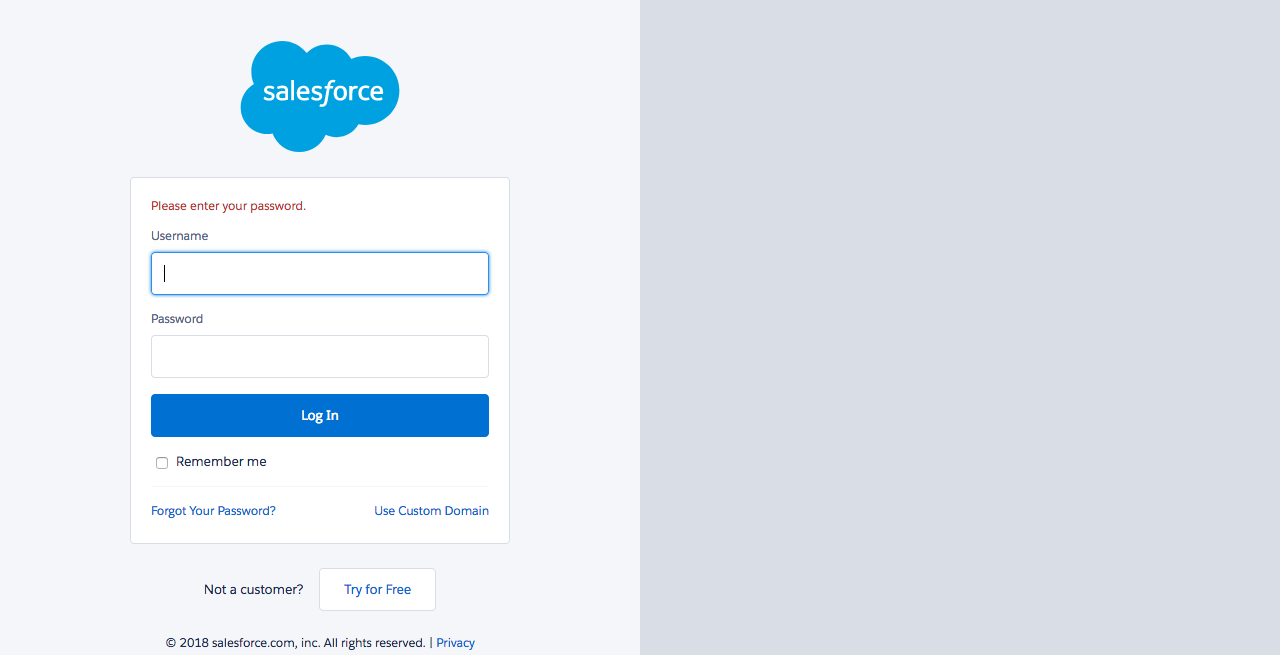 salesforce
Please enter your password.
Username
Password
Log In
Remember me
Forgot Your Password? Use Custom Domain
Not a customer? Try for Free
© 2018 salesforce.com, inc. All rights reserved. | Privacy